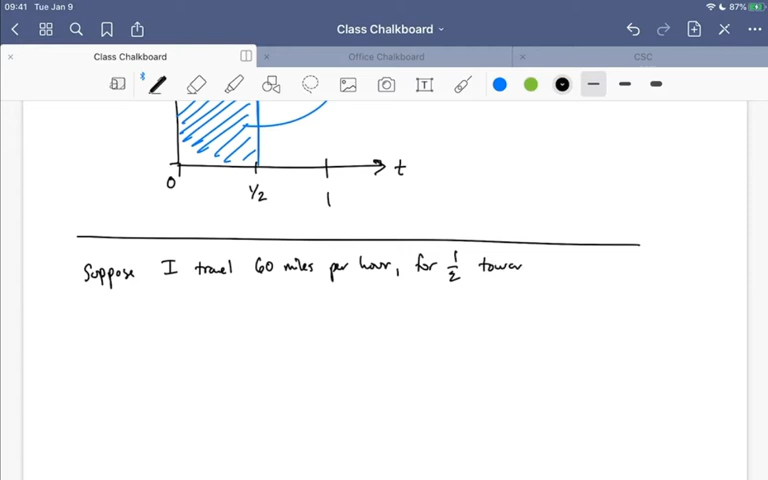 09:41 Tue Jan 9 87%
Class Chalkboard
Class Chalkboard Office Chalkboard CSC
T
t
0 1/2 1
Suppose I travel 60 miles per hour, for 1/2 towar